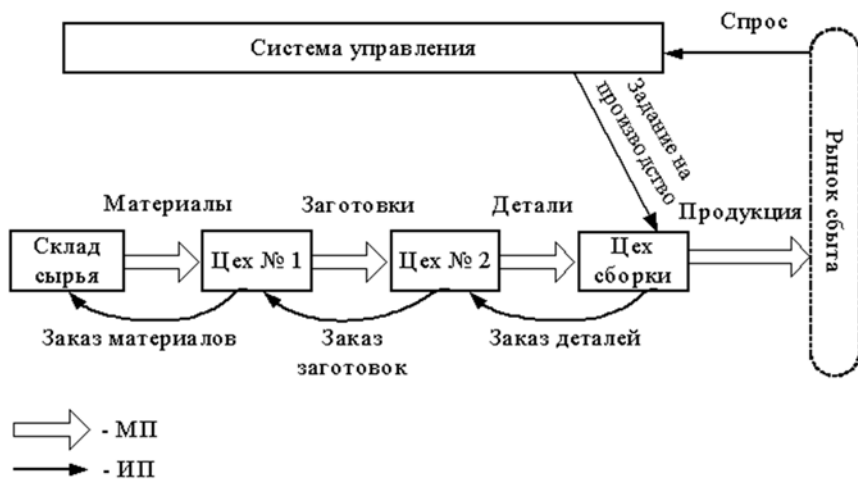 Спрос
Система управления
Задание на
производство
Рынок сбыта
Материалы
Заготовки
Детали
Продукция
Склад
сырья
Цех № 1
Цех № 2
Цех
сборки
Заказ материалов
Заказ
заготовок
Заказ деталей
- МП
- ИП